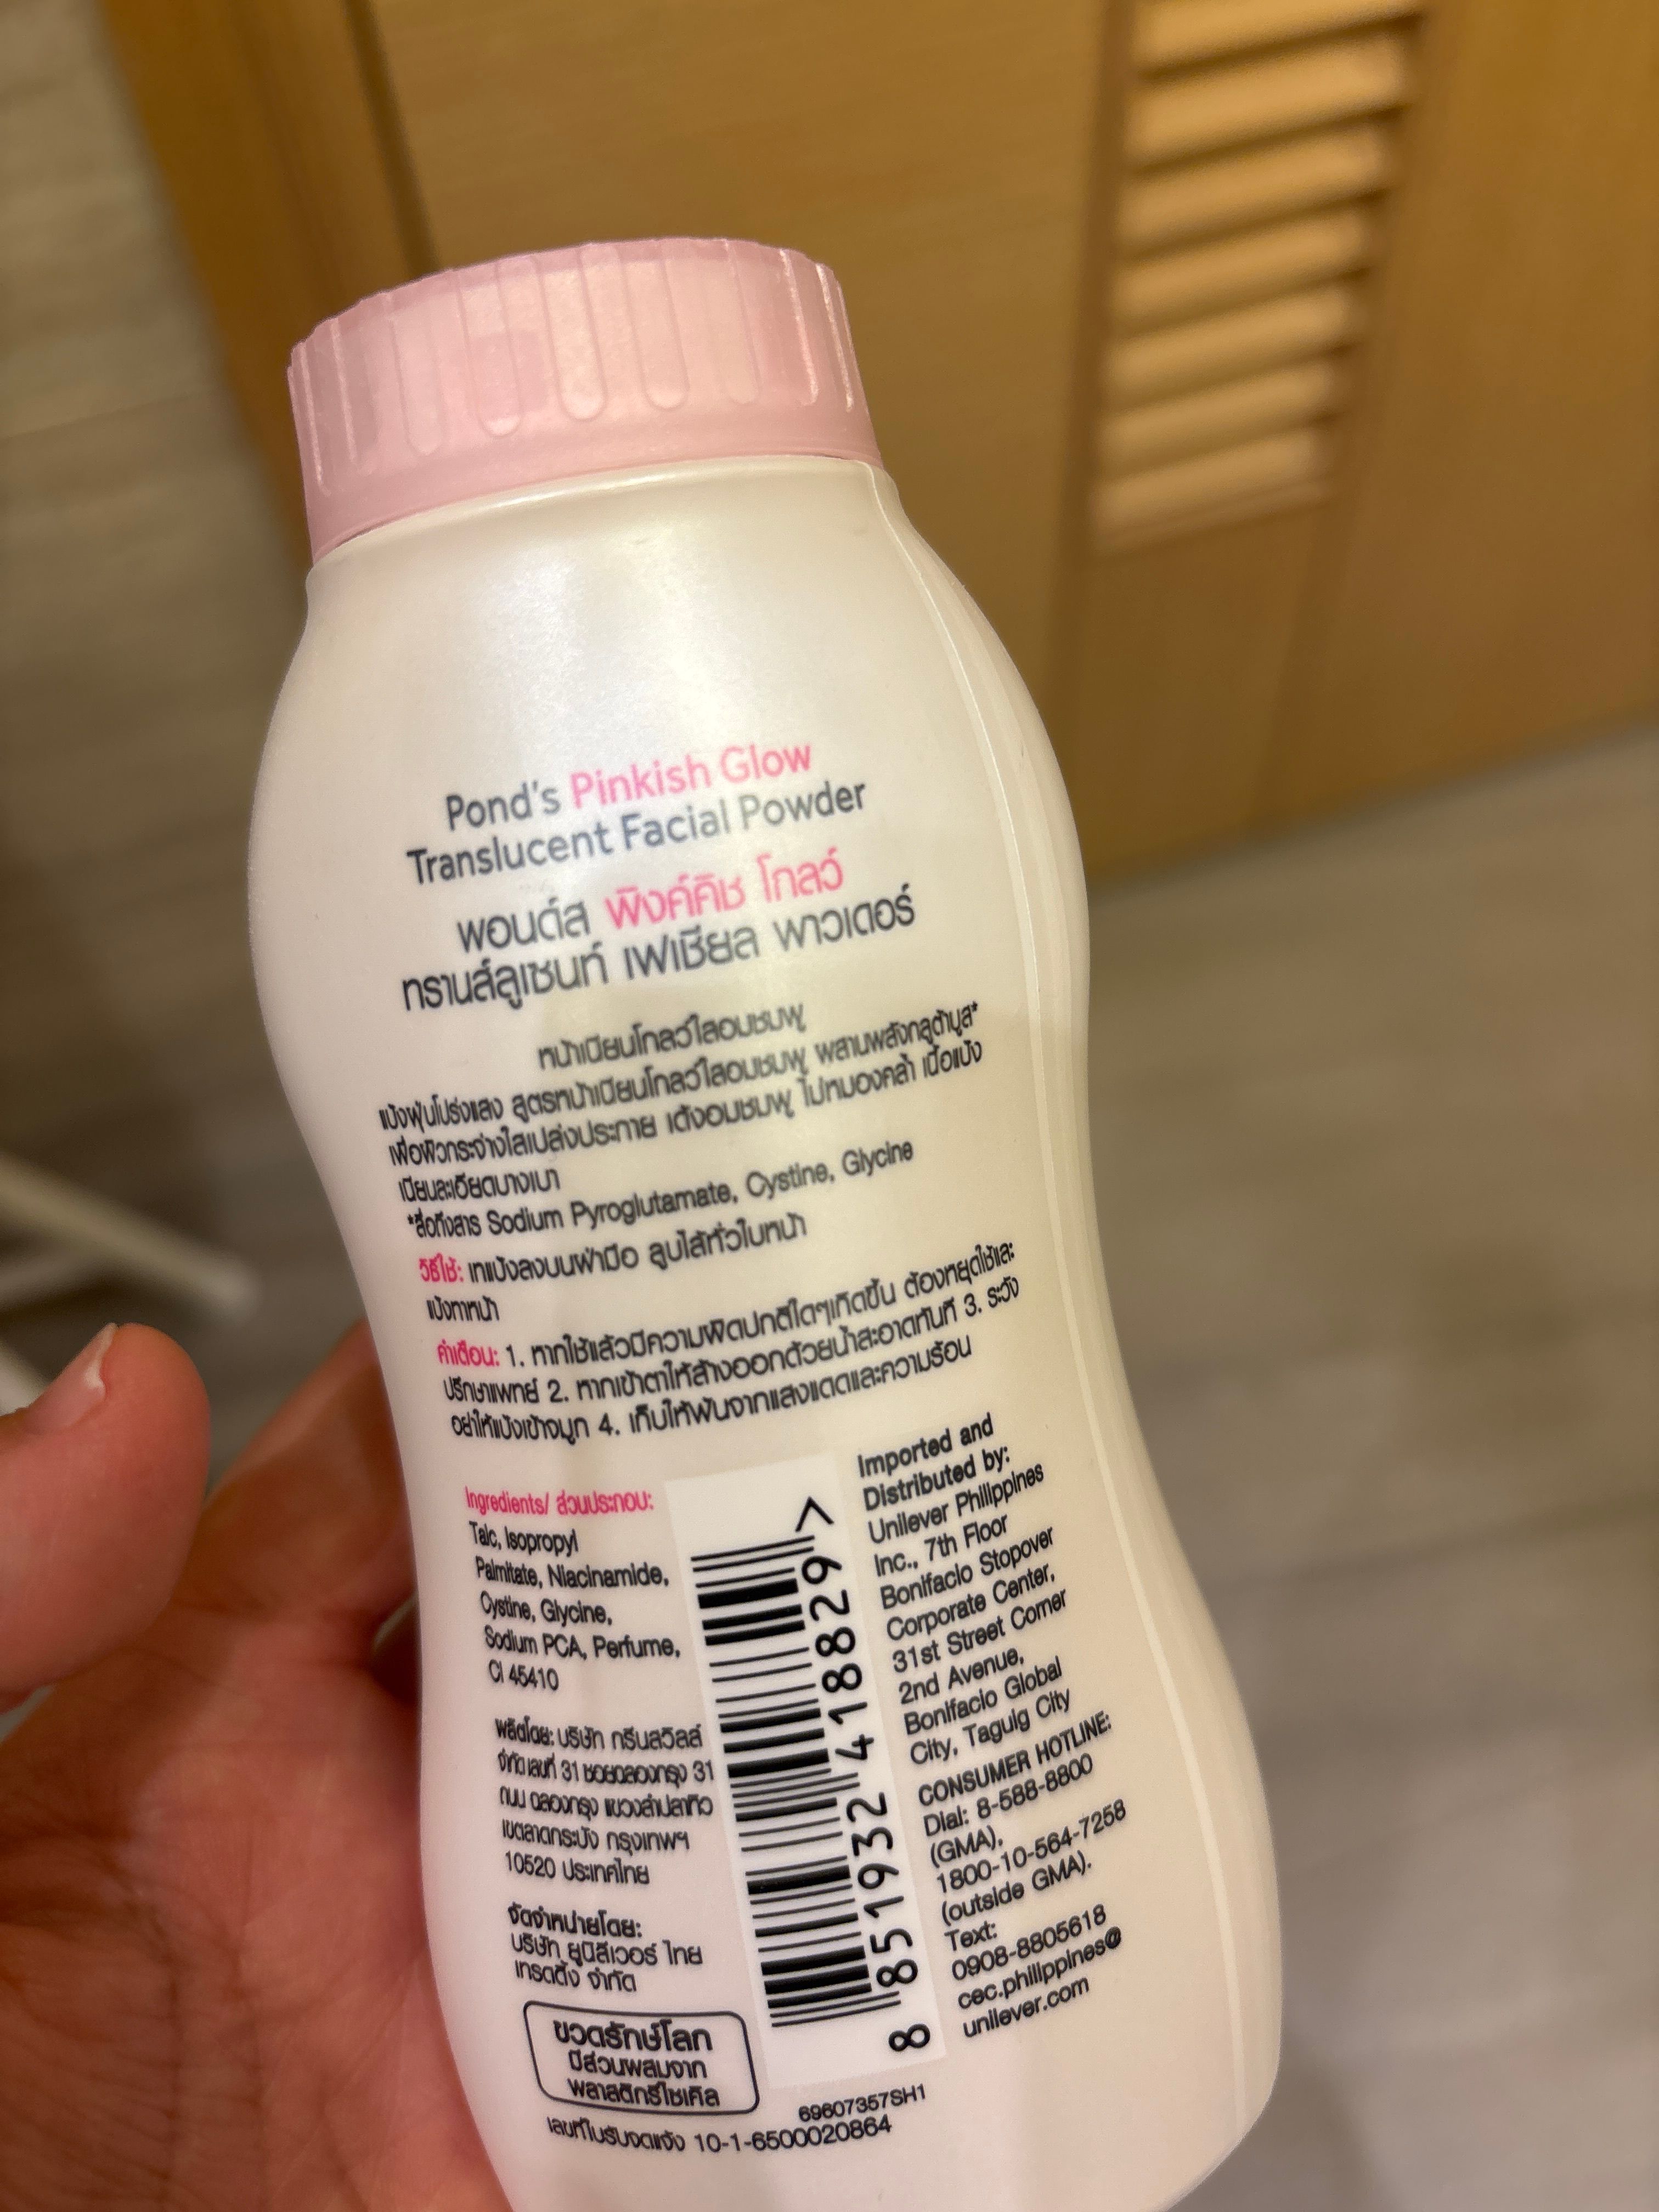 Pond's Pinkish Glow
Translucent Facial Powder
พอนด์ส พิงค์คิช โกลว์
ทรานส์ลูเซนท์ เฟเชียล พาวเดอร์
หน้าเนียนโกลว์ใสอมชมพู
แป้งฝุ่นโปร่งแสง สูตรหน้าเนียนโกลว์ใสอมชมพู ผสานพลังกลูต้าบูส*
เพื่อผิวกระจ่างใสเปล่งประกาย เด้งอมชมพู ไม่หมองคล้ำ เนื้อแป้ง
เนียนละเอียดบางเบา
*สื่อถึงสาร Sodium Pyroglutamate, Cystine, Glycine
วิธีใช้: เทแป้งลงบนฝ่ามือ ลูบไล้ทั่วใบหน้า
แป้งทาหน้า
คำเตือน: 1. หากใช้แล้วมีความผิดปกติใดๆเกิดขึ้น ต้องหยุดใช้และ
ปรึกษาแพทย์ 2. หากเข้าตาให้ล้างออกด้วยน้ำสะอาดทันที 3. ระวัง
อย่าให้แป้งเข้าจมูก 4. เก็บให้พ้นจากแสงแดดและความร้อน
Ingredients/ ส่วนประกอบ:
Talc, Isopropyl
Palmitate, Niacinamide,
Cystine, Glycine,
Sodium PCA, Perfume,
CI 45410
ผลิตโดย: บริษัท กรีนสวิลล์
จำกัด เลขที่ 31 ซอยฉลองกรุง 31
ถนน ฉลองกรุง แขวงลำปลาทิว
เขตลาดกระบัง กรุงเทพฯ
10520 ประเทศไทย
จัดจำหน่ายโดย:
บริษัท ยูนิลีเวอร์ ไทย
เทรดดิ้ง จำกัด
ขวดรักษ์โลก
มีส่วนผสมจาก
พลาสติกรีไซเคิล
เลขที่ใบรับจดแจ้ง 10-1-6500020864
8 851932 418829 >
69607357SH1
Imported and
Distributed by:
Unilever Philippines
Inc., 7th Floor
Bonifacio Stopover
Corporate Center,
31st Street Corner
2nd Avenue,
Bonifacio Global
City, Taguig City
CONSUMER HOTLINE:
Dial: 8-588-8800
(GMA),
1800-10-564-7258
(outside GMA).
Text:
0908-8805618
cec.philippines@
unilever.com